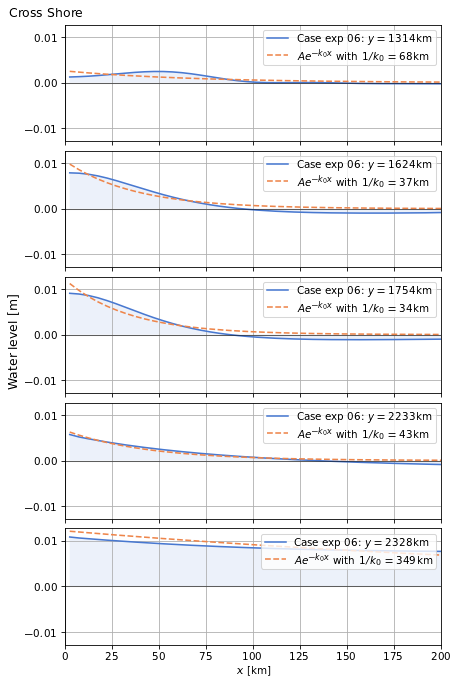 Cross Shore
0.01
0.00
−0.01
Case exp 06: y = 1314km
Ae^{−k₀x} with 1/k₀ = 68km
0.01
0.00
−0.01
Case exp 06: y = 1624km
Ae^{−k₀x} with 1/k₀ = 37km
Water level [m]
0.01
0.00
−0.01
Case exp 06: y = 1754km
Ae^{−k₀x} with 1/k₀ = 34km
0.01
0.00
−0.01
Case exp 06: y = 2233km
Ae^{−k₀x} with 1/k₀ = 43km
0.01
0.00
−0.01
Case exp 06: y = 2328km
Ae^{−k₀x} with 1/k₀ = 349km
0 25 50 75 100 125 150 175 200
x [km]